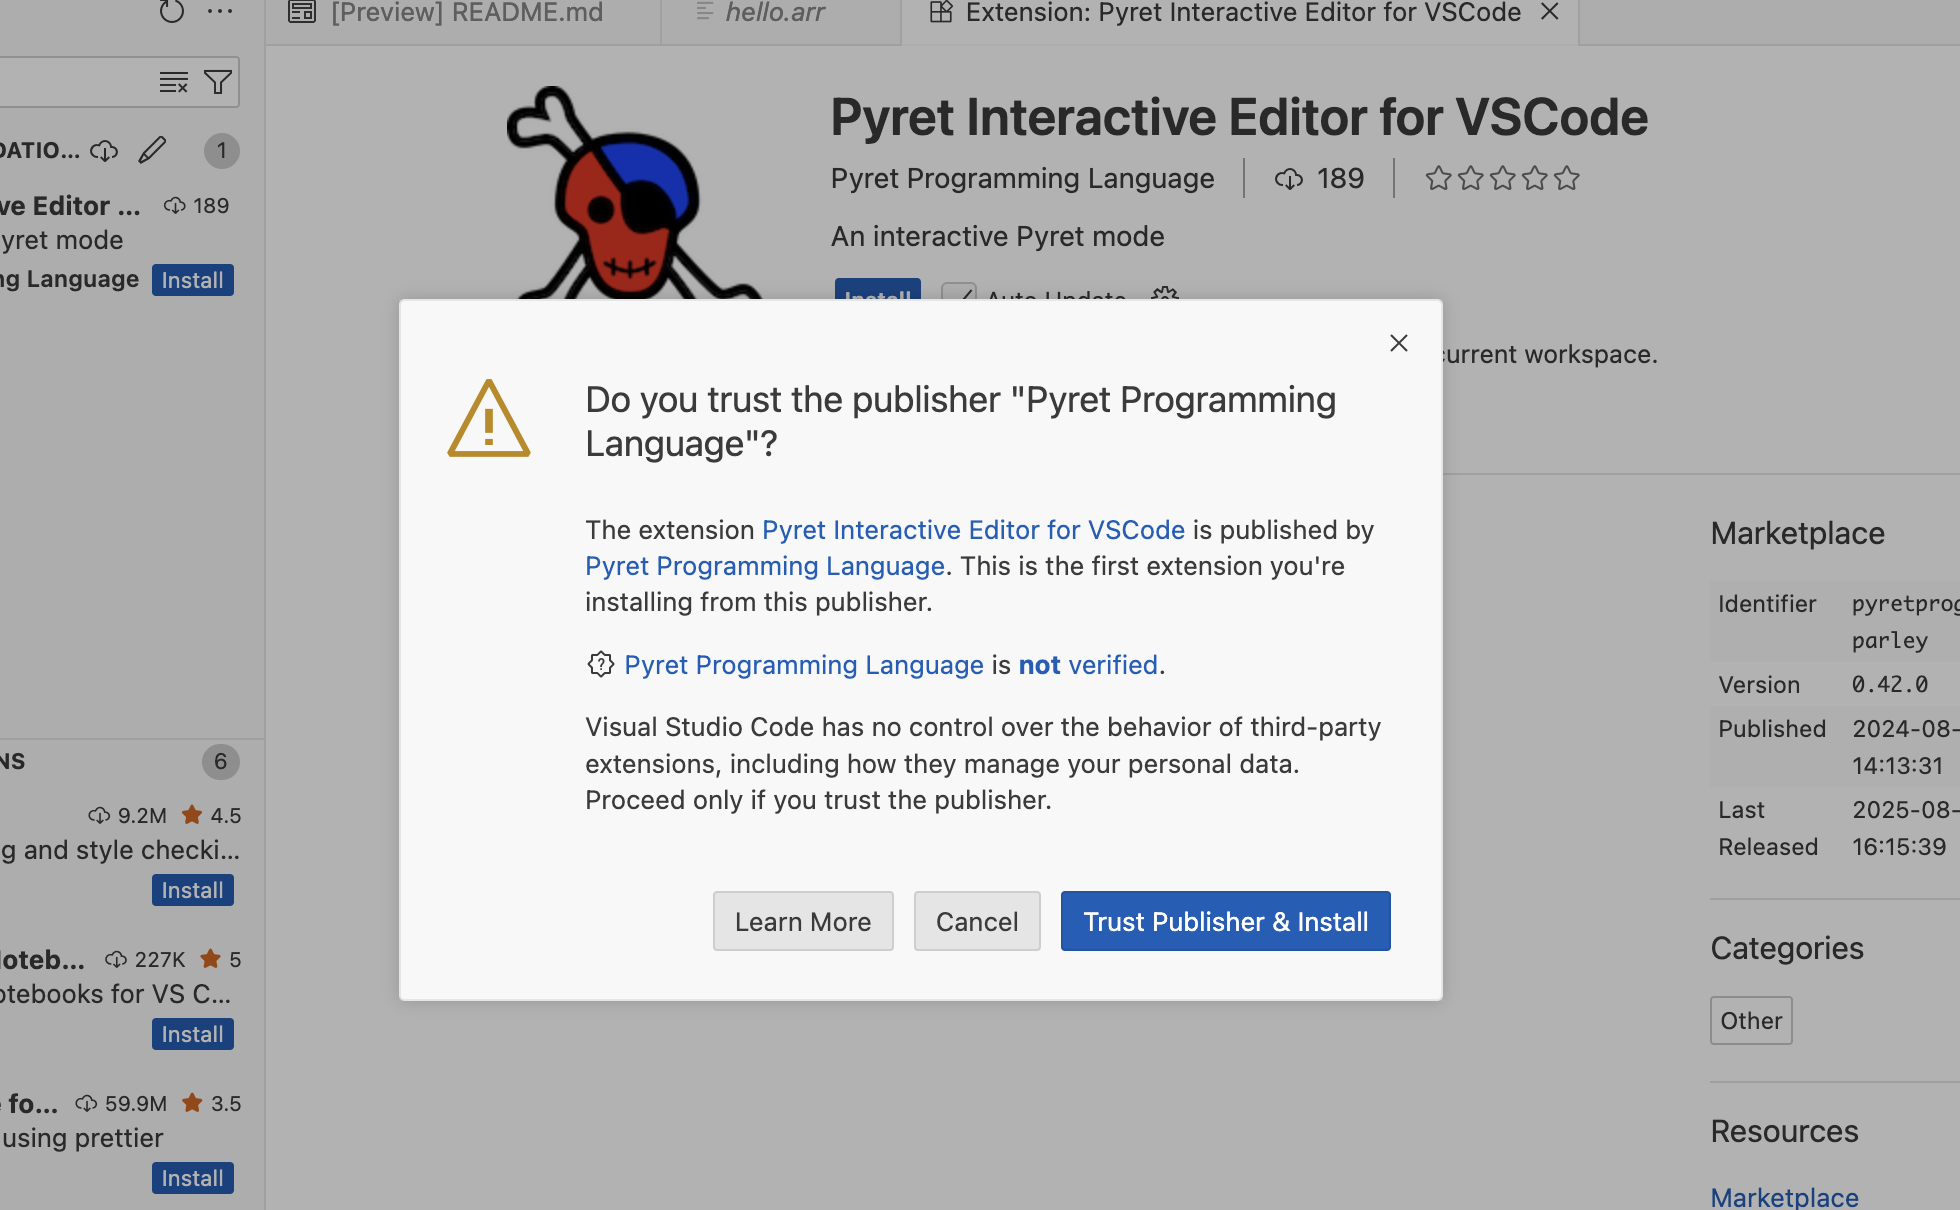 [Preview] README.md
hello.arr
Extension: Pyret Interactive Editor for VSCode
DATIO...
1
ve Editor ...
189
yret mode
ng Language
Install
NS
6
9.2M
4.5
g and style checki...
Install
Noteb...
227K
5
otebooks for VS C...
Install
fo...
59.9M
3.5
using prettier
Install
Pyret Interactive Editor for VSCode
Pyret Programming Language
189
An interactive Pyret mode
Install
Auto Update
current workspace.
Do you trust the publisher "Pyret Programming
Language"?
The extension Pyret Interactive Editor for VSCode is published by
Pyret Programming Language. This is the first extension you're
installing from this publisher.
Pyret Programming Language is not verified.
Visual Studio Code has no control over the behavior of third-party
extensions, including how they manage your personal data.
Proceed only if you trust the publisher.
Learn More
Cancel
Trust Publisher & Install
Marketplace
Identifier
pyretprog
parley
Version
0.42.0
Published
2024-08-
14:13:31
Last
Released
2025-08-
16:15:39
Categories
Other
Resources
Marketplace